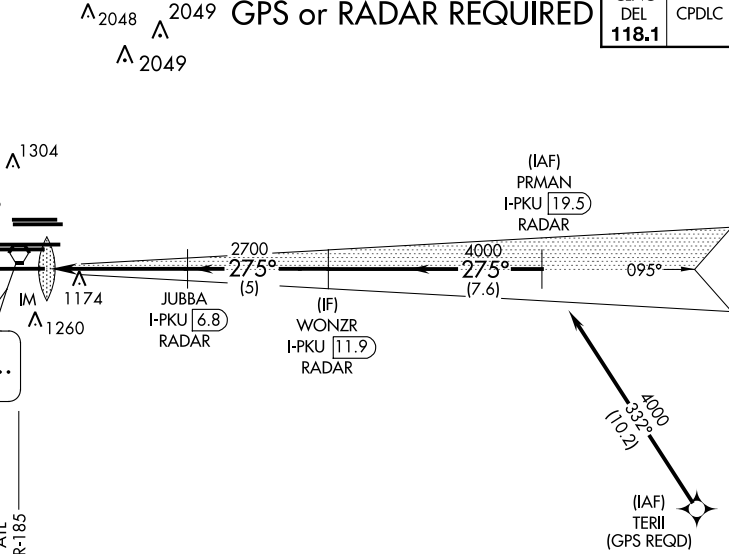 2048
2049
2049
GPS or RADAR REQUIRED
DEL
118.1
CPDLC
1304
(IAF)
PRMAN
I-PKU 19.5
RADAR
2700
275°
(5)
4000
275°
(7.6)
095°
IM
1174
1260
JUBBA
I-PKU 6.8
RADAR
(IF)
WONZR
I-PKU 11.9
RADAR
4000
332°
(10.2)
R-185
(IAF)
TERII
(GPS REQD)